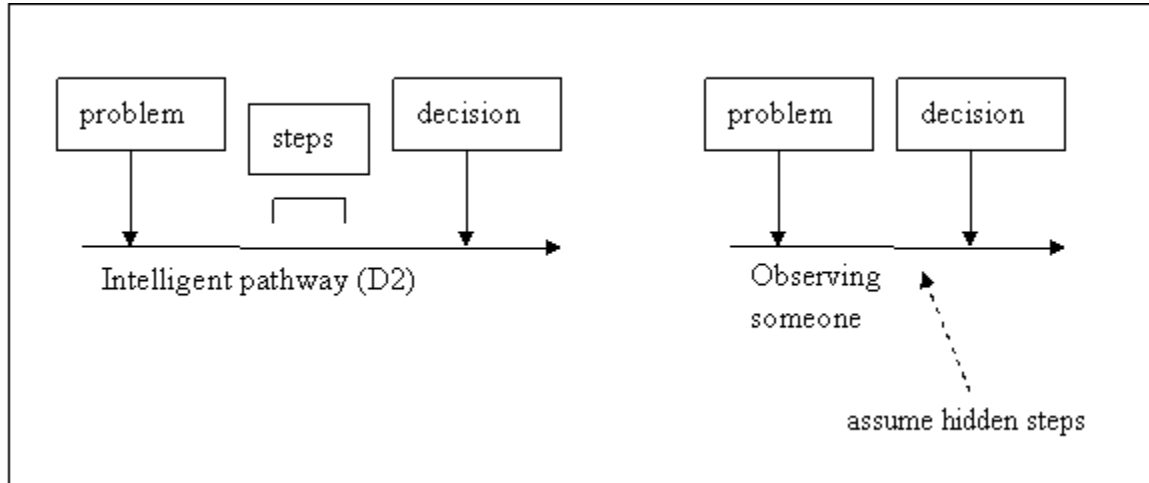 problem
steps
decision
Intelligent pathway (D2)
problem
decision
Observing
someone
assume hidden steps